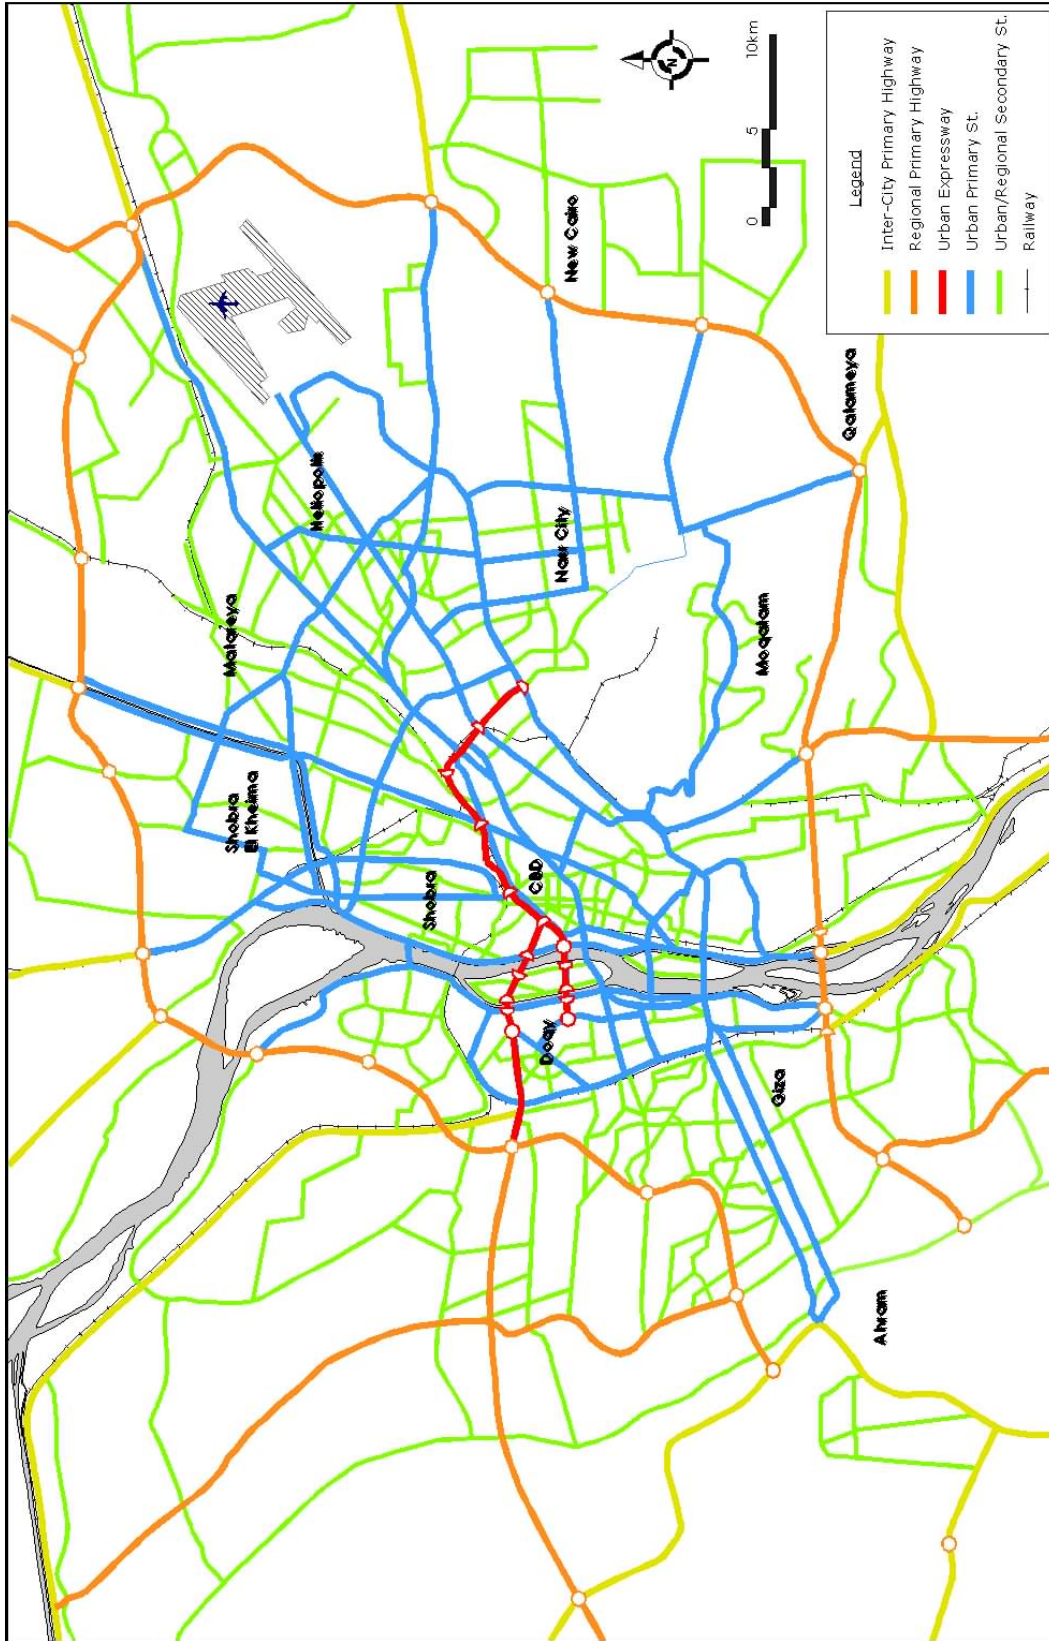 Heliopolis
Matareya
Shobra
El Kheima
Shobra
CBD
Doqy
Nasr City
New Cairo
Moqatam
Qatameya
Giza
Ahram
N
0
5
10km
Legend
Inter-City Primary Highway
Regional Primary Highway
Urban Expressway
Urban Primary St.
Urban/Regional Secondary St.
Railway